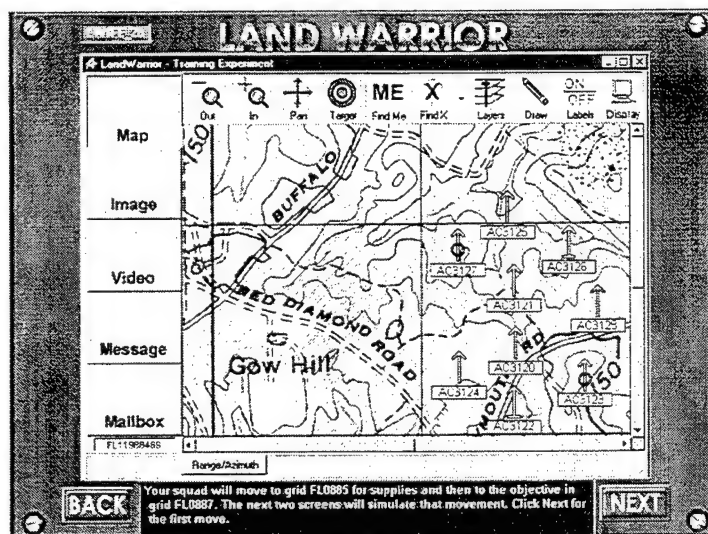 LAND WARRIOR
LandWarrior - Training Experiment
Out In Pan Target Find Me Find X Layers Draw Labels Display
ME X ON OFF
Map
Image
Video
Message
Mailbox
150
BUFFALO
RED DIAMOND ROAD
Gow Hill
RD
AC3125
AC3127
AC3126
AC3121
AC3120
AC3124
AC3122
150
Range/Azimuth
BACK
Your squad will move to grid FL0885 for supplies and then to the objective in
grid FL0887. The next two screens will simulate that movement. Click Next for
the first move.
NEXT